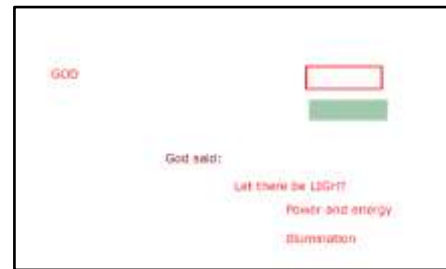 GOD
God said:
Let there be LIGHT
Power and energy
Illumination